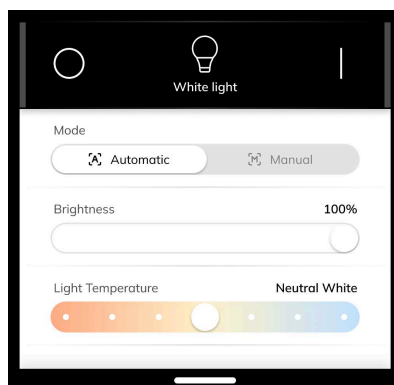 White light
Mode
[A] Automatic
[M] Manual
Brightness 100%
Light Temperature Neutral White